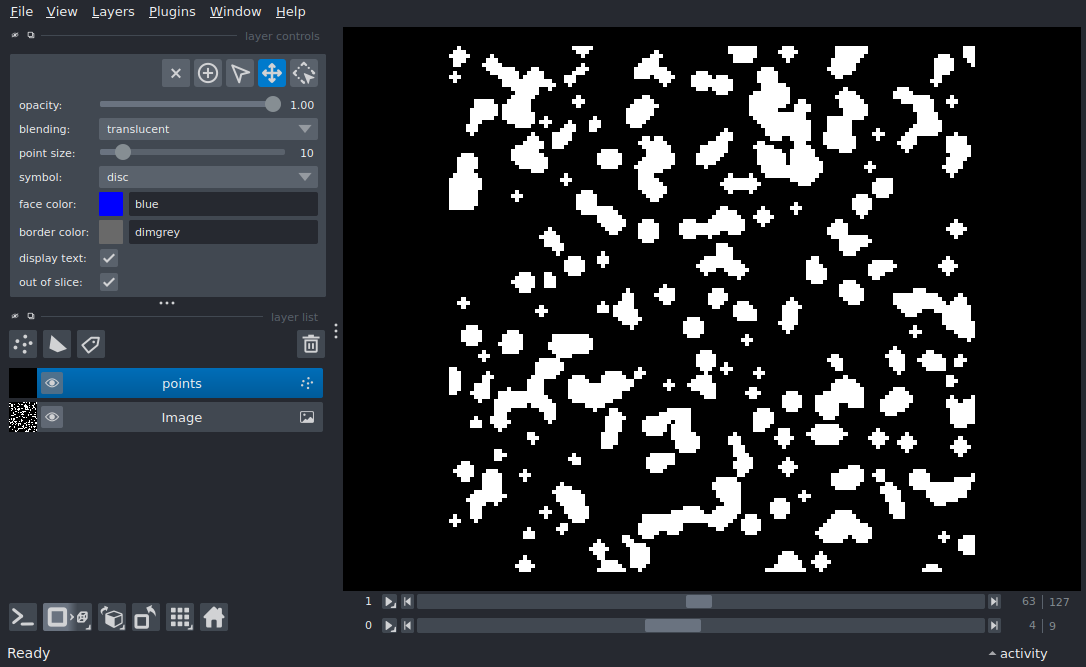 File View Layers Plugins Window Help
layer controls
opacity: 1.00
blending: translucent
point size: 10
symbol: disc
face color: blue
border color: dimgrey
display text:
out of slice:
layer list
points
Image
1 63 127
0 4 9
Ready activity